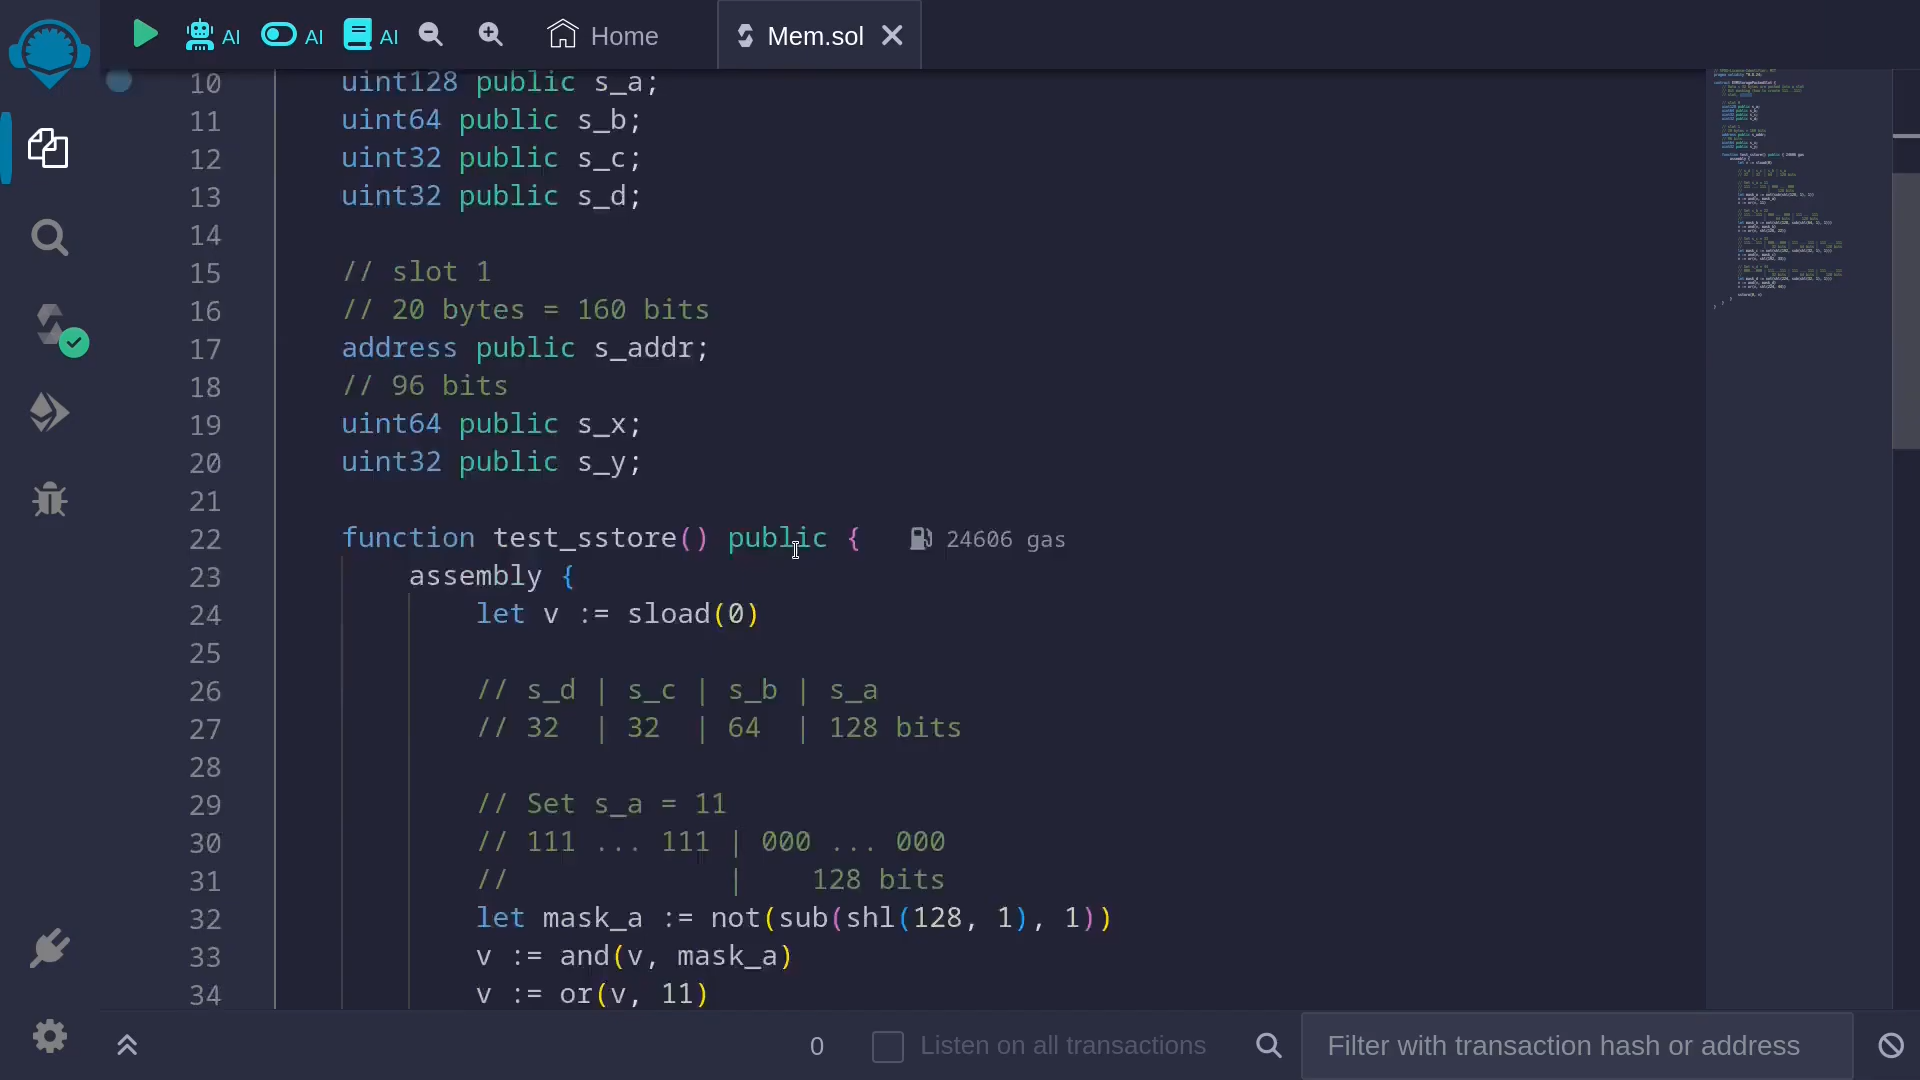 AI
AI
AI
Home
Mem.sol
10 uint128 public s_a;
11 uint64 public s_b;
12 uint32 public s_c;
13 uint32 public s_d;
14
15 // slot 1
16 // 20 bytes = 160 bits
17 address public s_addr;
18 // 96 bits
19 uint64 public s_x;
20 uint32 public s_y;
21
22 function test_sstore() public { 24606 gas
23 assembly {
24 let v := sload(0)
25
26 // s_d | s_c | s_b | s_a
27 // 32 | 32 | 64 | 128 bits
28
29 // Set s_a = 11
30 // 111 ... 111 | 000 ... 000
31 // | 128 bits
32 let mask_a := not(sub(shl(128, 1), 1))
33 v := and(v, mask_a)
34 v := or(v, 11)
0
Listen on all transactions
Filter with transaction hash or address